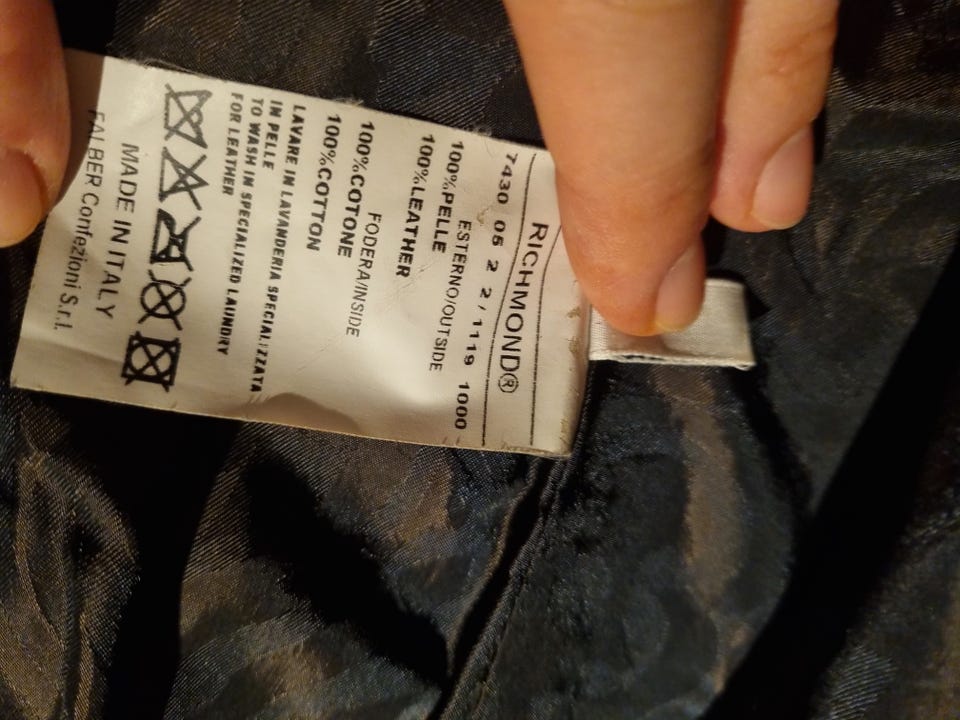 RICHMOND®
7430 05 2 2/1119 1000
ESTERNO/OUTSIDE
100%PELLE
100%LEATHER
FODERA/INSIDE
100%COTONE
100%COTTON
LAVARE IN LAVANDERIA SPECIALIZZATA
IN PELLE
TO WASH IN SPECIALIZED LAUNDRY
FOR LEATHER
MADE IN ITALY
FALBER Confezioni S.r.l.